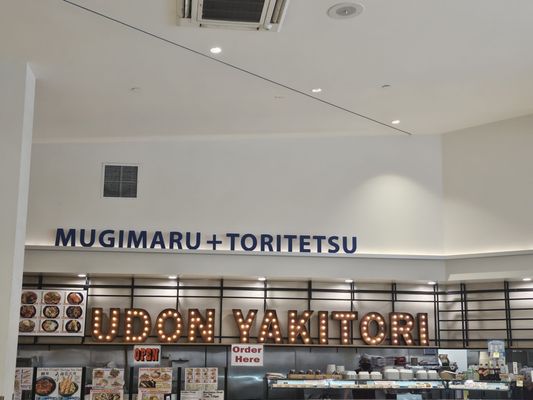 MUGIMARU+TORITETSU
UDON YAKITORI
OPEN
Order
Here